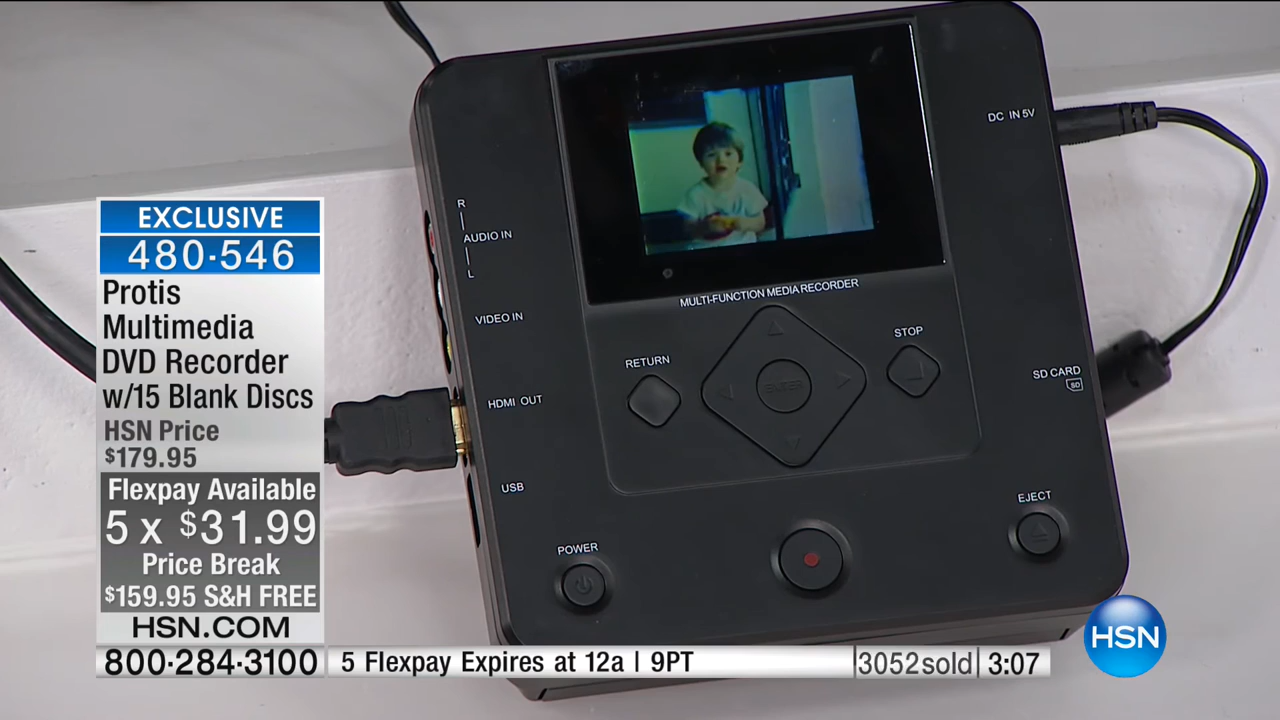 EXCLUSIVE
480·546
Protis
Multimedia
DVD Recorder
w/15 Blank Discs
HSN Price
$179.95
Flexpay Available
5 x $31.99
Price Break
$159.95 S&H FREE
HSN.COM
800·284·3100
5 Flexpay Expires at 12a | 9PT
3052sold
3:07
HSN
DC IN 5V
R
AUDIO IN
L
VIDEO IN
MULTI-FUNCTION MEDIA RECORDER
RETURN
STOP
ENTER
HDMI OUT
SD CARD
SD
USB
EJECT
POWER